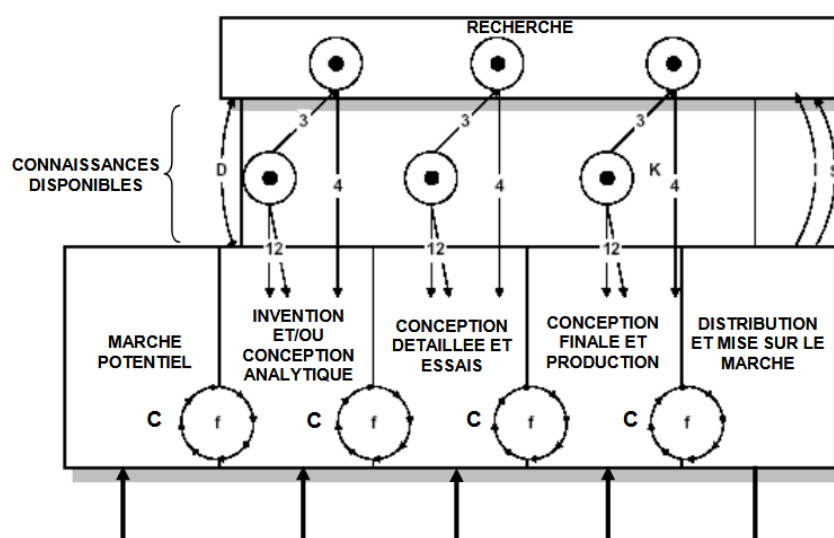 RECHERCHE
3
3
3
CONNAISSANCES
DISPONIBLES
D
4
4
K
4
I
S
12
12
12
MARCHE
POTENTIEL
INVENTION
ET/OU
CONCEPTION
ANALYTIQUE
CONCEPTION
DETAILLEE ET
ESSAIS
CONCEPTION
FINALE ET
PRODUCTION
DISTRIBUTION
ET MISE SUR LE
MARCHE
C
f
C
f
C
f
C
f